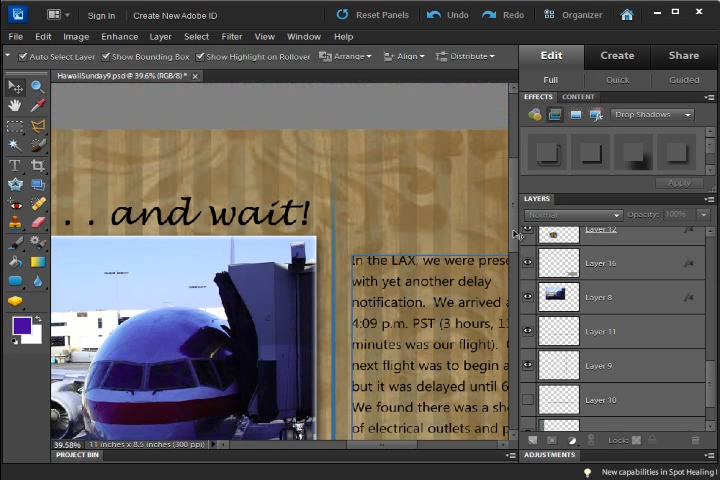 Sign In
Create New Adobe ID
Reset Panels
Undo
Redo
Organizer
File Edit Image Enhance Layer Select Filter View Window Help
Auto Select Layer
Show Bounding Box
Show Highlight on Rollover
Arrange
Align
Distribute
Edit
Create
Share
Full
Quick
Guided
HawaiiSunday9.psd @ 39.6% (RGB/8) *
EFFECTS
CONTENT
Drop Shadows
Apply
LAYERS
Normal
Opacity: 100%
Layer 12
Layer 16
Layer 8
Layer 11
Layer 9
Layer 10
Lock:
. . and wait!
In the LAX, we were prese
with yet another delay
notification. We arrived a
4:09 p.m. PST (3 hours, 1
minutes was our flight).
next flight was to begin a
but it was delayed until 6
We found there was a sh
of electrical outlets and p
39.58%
11 inches x 8.5 inches (300 ppi)
PROJECT BIN
ADJUSTMENTS
New capabilities in Spot Healing